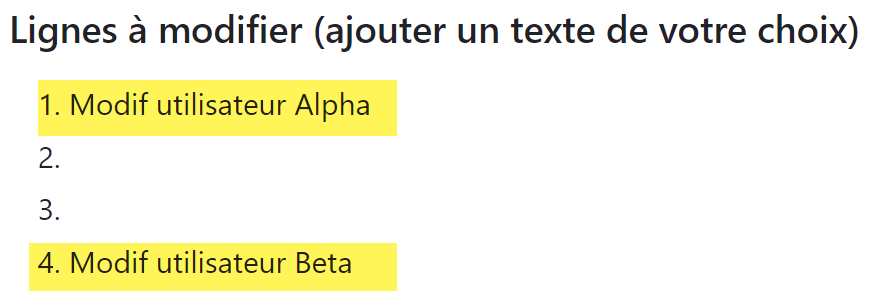 Lignes à modifier (ajouter un texte de votre choix)
1. Modif utilisateur Alpha
2.
3.
4. Modif utilisateur Beta